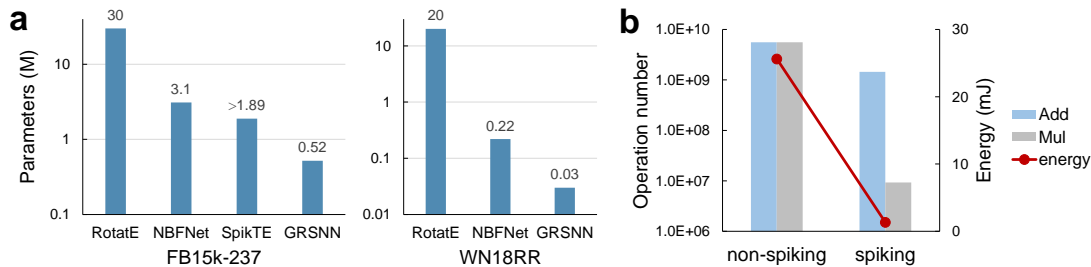 a
Parameters (M)
10
1
0.1
30
3.1
>1.89
0.52
RotatE NBFNet SpikTE GRSNN
FB15k-237
10
1
0.1
0.01
20
0.22
0.03
RotatE NBFNet GRSNN
WN18RR
b
Operation number
1.0E+10
1.0E+09
1.0E+08
1.0E+07
1.0E+06
non-spiking spiking
30
20
10
0
Energy (mJ)
Add
Mul
energy